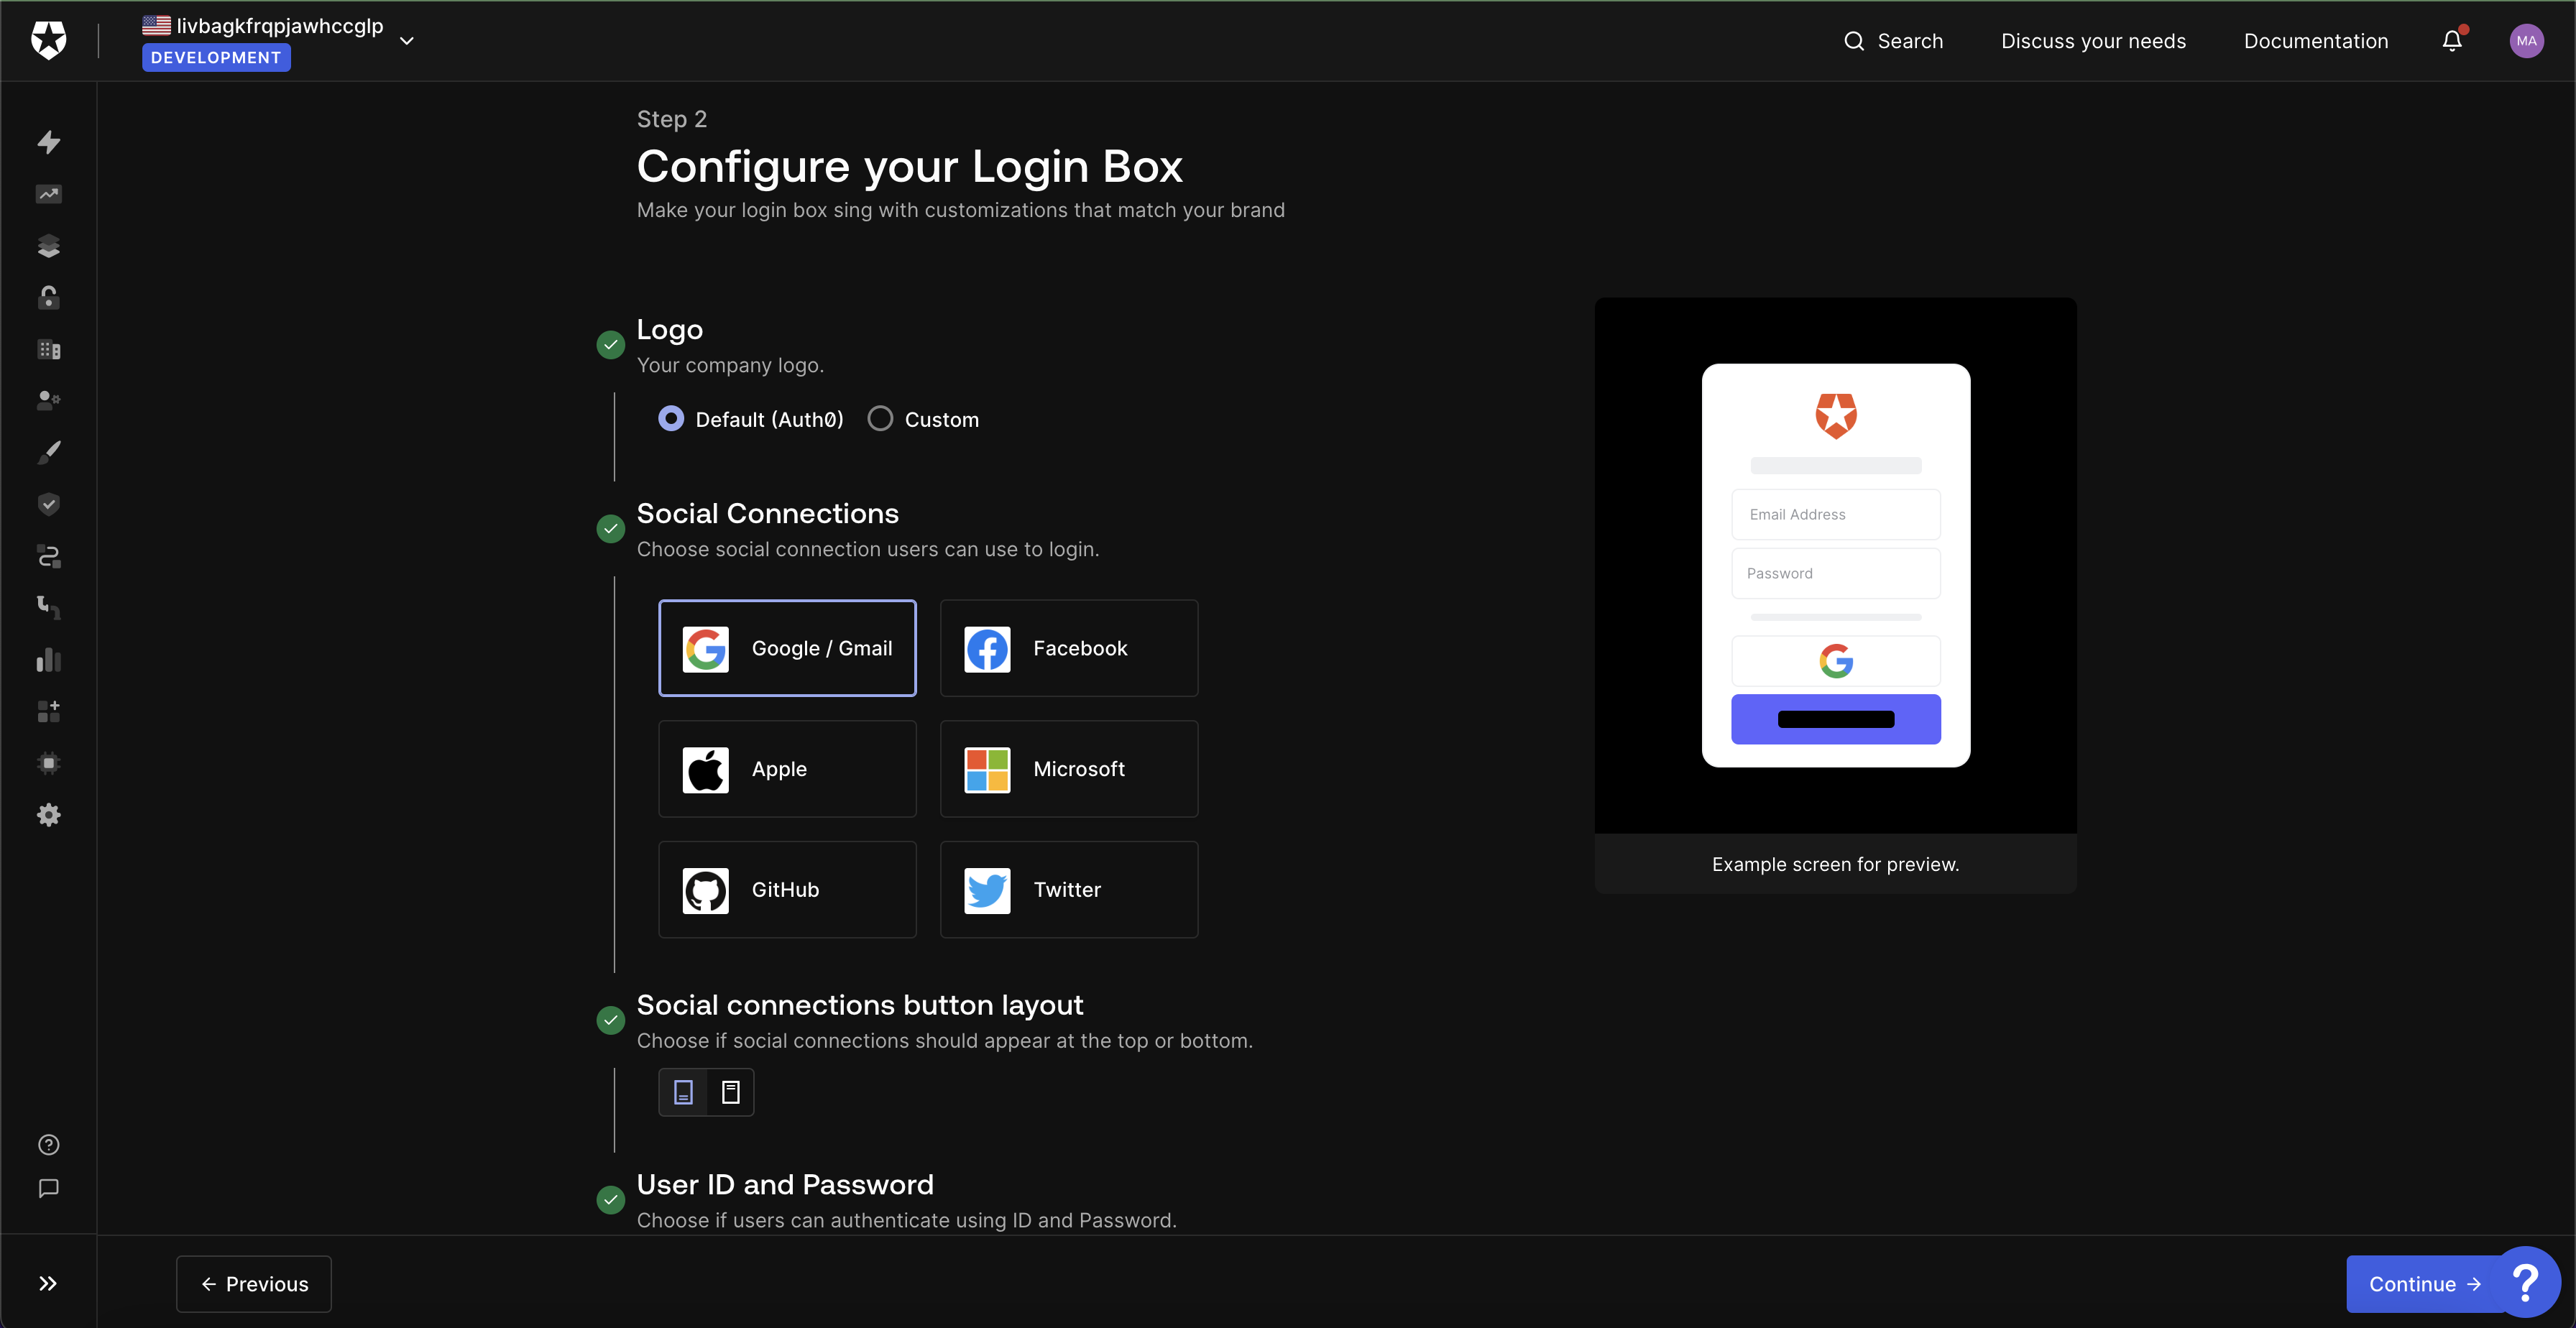 livbagkfrqpjawhccglp
DEVELOPMENT
Search
Discuss your needs
Documentation
MA
Step 2
Configure your Login Box
Make your login box sing with customizations that match your brand
Logo
Your company logo.
Default (Auth0)
Custom
Social Connections
Choose social connection users can use to login.
Google / Gmail
Facebook
Apple
Microsoft
GitHub
Twitter
Social connections button layout
Choose if social connections should appear at the top or bottom.
User ID and Password
Choose if users can authenticate using ID and Password.
Email Address
Password
Example screen for preview.
← Previous
Continue →
?